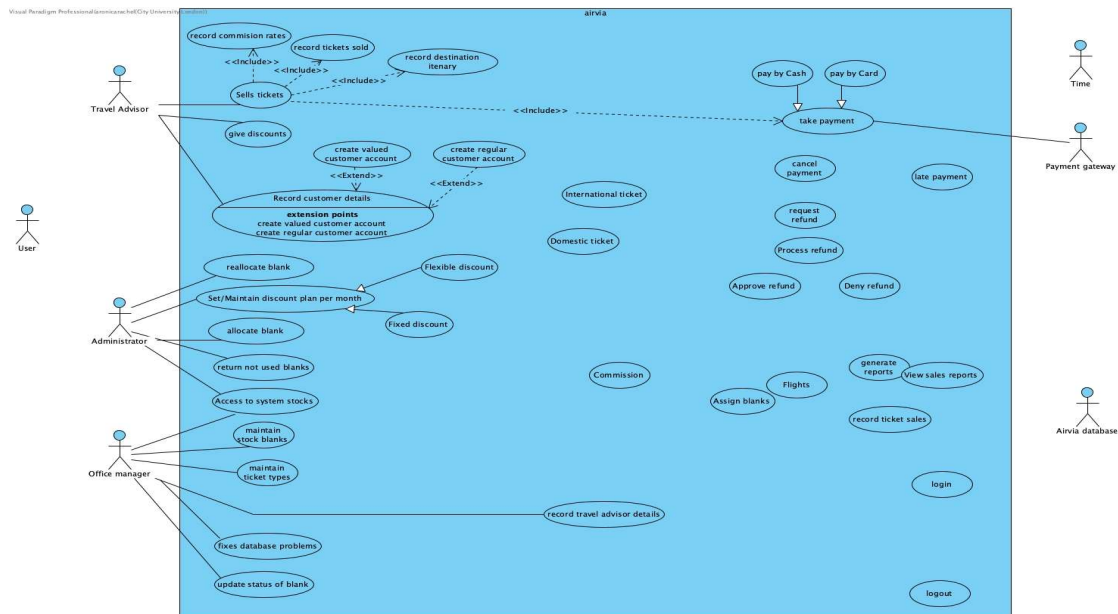 Visual Paradigm Professional(aronicarachel(City University London))
airvia
record commision rates
<<Include>>
record tickets sold
<<Include>>
record destination
itenary
<<Include>>
Sells tickets
Travel Advisor
give discounts
<<Include>>
pay by Cash
pay by Card
take payment
Time
Payment gateway
create valued
customer account
create regular
customer account
<<Extend>>
<<Extend>>
Record customer details
extension points
create valued customer account
create regular customer account
International ticket
Domestic ticket
cancel
payment
late payment
request
refund
Process refund
Approve refund
Deny refund
User
reallocate blank
Flexible discount
Set/Maintain discount plan per month
Fixed discount
allocate blank
Administrator
return not used blanks
Access to system stocks
Commission
generate
reports
View sales reports
Flights
Assign blanks
record ticket sales
Airvia database
maintain
stock blanks
Office manager
maintain
ticket types
login
record travel advisor details
fixes database problems
update status of blank
logout